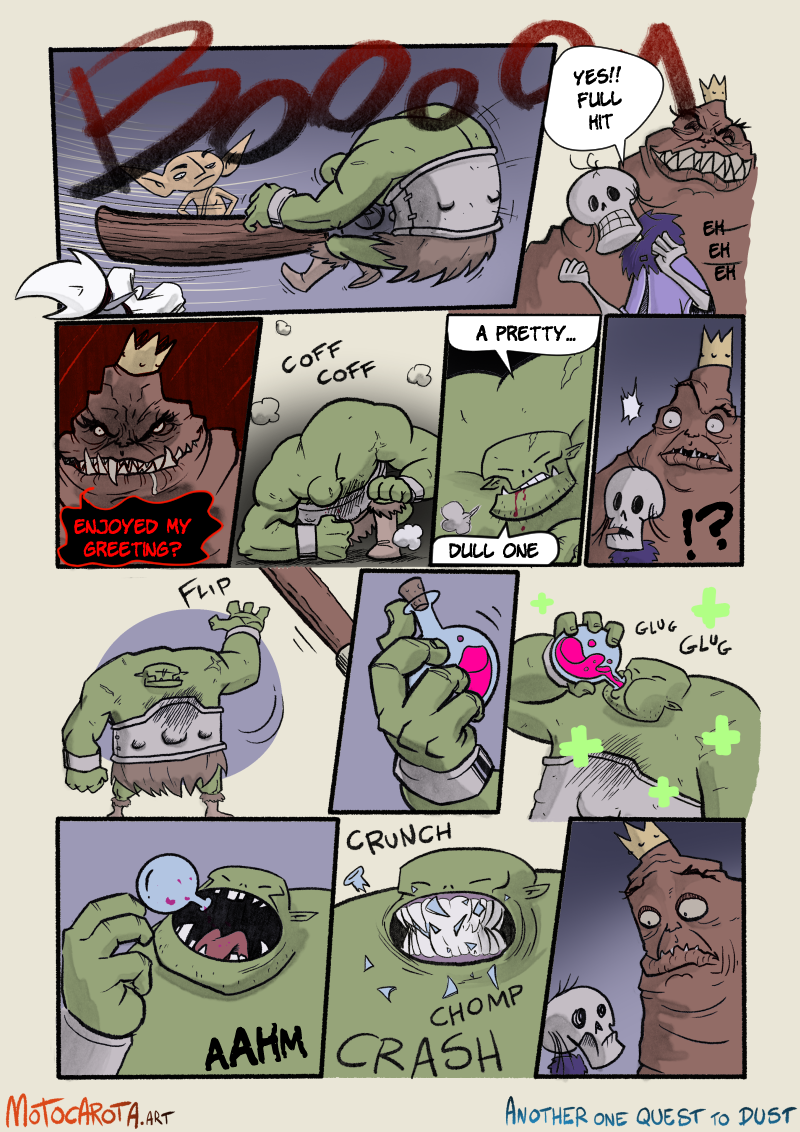 BOOOOM
YES!!
FULL
HIT
EH
EH
EH
ENJOYED MY
GREETING?
COFF
COFF
A PRETTY...
DULL ONE
!?
FLIP
GLUG
GLUG
AAHM
CRUNCH
CHOMP
CRASH
MOTOCAROTA.ART
ANOTHER ONE QUEST TO DUST